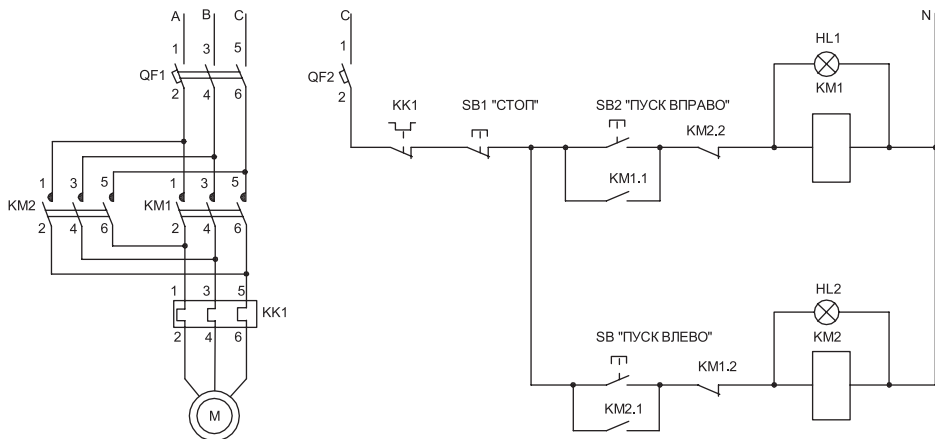 A B C
1 3 5
QF1
2 4 6
1 3 5 1 3 5
KM2 KM1
2 4 6 2 4 6
1 3 5
KK1
2 4 6
M
C N
1
QF2
2
KK1 SB1 "СТОП" SB2 "ПУСК ВПРАВО" KM2.2 HL1
KM1
KM1.1
SB "ПУСК ВЛЕВО" KM1.2 HL2
KM2
KM2.1